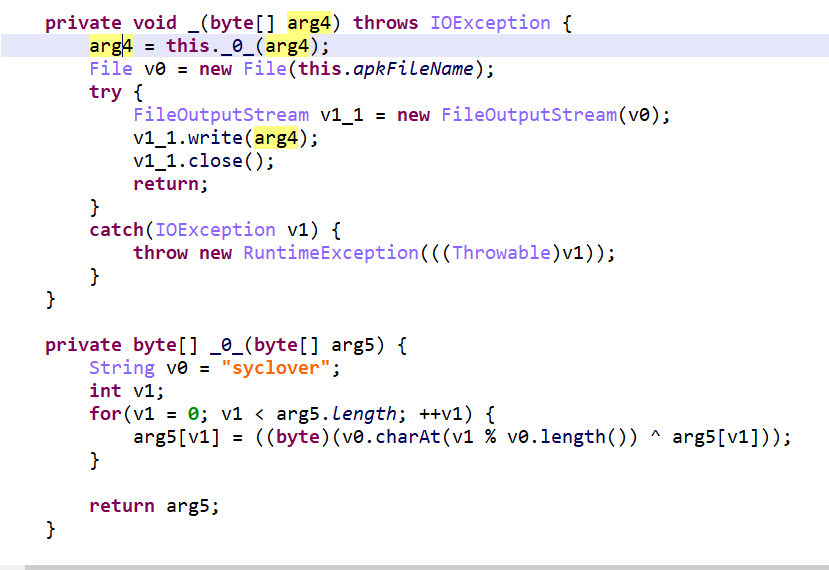 private void _(byte[] arg4) throws IOException {
    arg4 = this._0_(arg4);
    File v0 = new File(this.apkFileName);
    try {
        FileOutputStream v1_1 = new FileOutputStream(v0);
        v1_1.write(arg4);
        v1_1.close();
        return;
    }
    catch(IOException v1) {
        throw new RuntimeException(((Throwable)v1));
    }
}

private byte[] _0_(byte[] arg5) {
    String v0 = "syclover";
    int v1;
    for(v1 = 0; v1 < arg5.length; ++v1) {
        arg5[v1] = ((byte)(v0.charAt(v1 % v0.length()) ^ arg5[v1]));
    }

    return arg5;
}